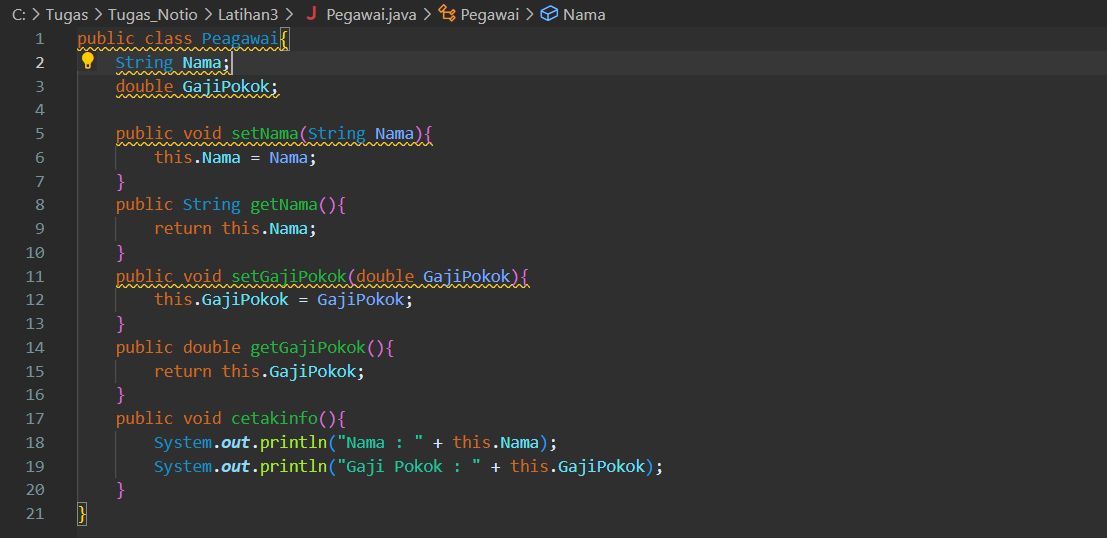 C: > Tugas > Tugas_Notio > Latihan3 > J Pegawai.java > Pegawai > Nama
1 public class Peagawai{
2 String Nama;
3 double GajiPokok;
4
5 public void setNama(String Nama){
6 this.Nama = Nama;
7 }
8 public String getNama(){
9 return this.Nama;
10 }
11 public void setGajiPokok(double GajiPokok){
12 this.GajiPokok = GajiPokok;
13 }
14 public double getGajiPokok(){
15 return this.GajiPokok;
16 }
17 public void cetakinfo(){
18 System.out.println("Nama : " + this.Nama);
19 System.out.println("Gaji Pokok : " + this.GajiPokok);
20 }
21 }